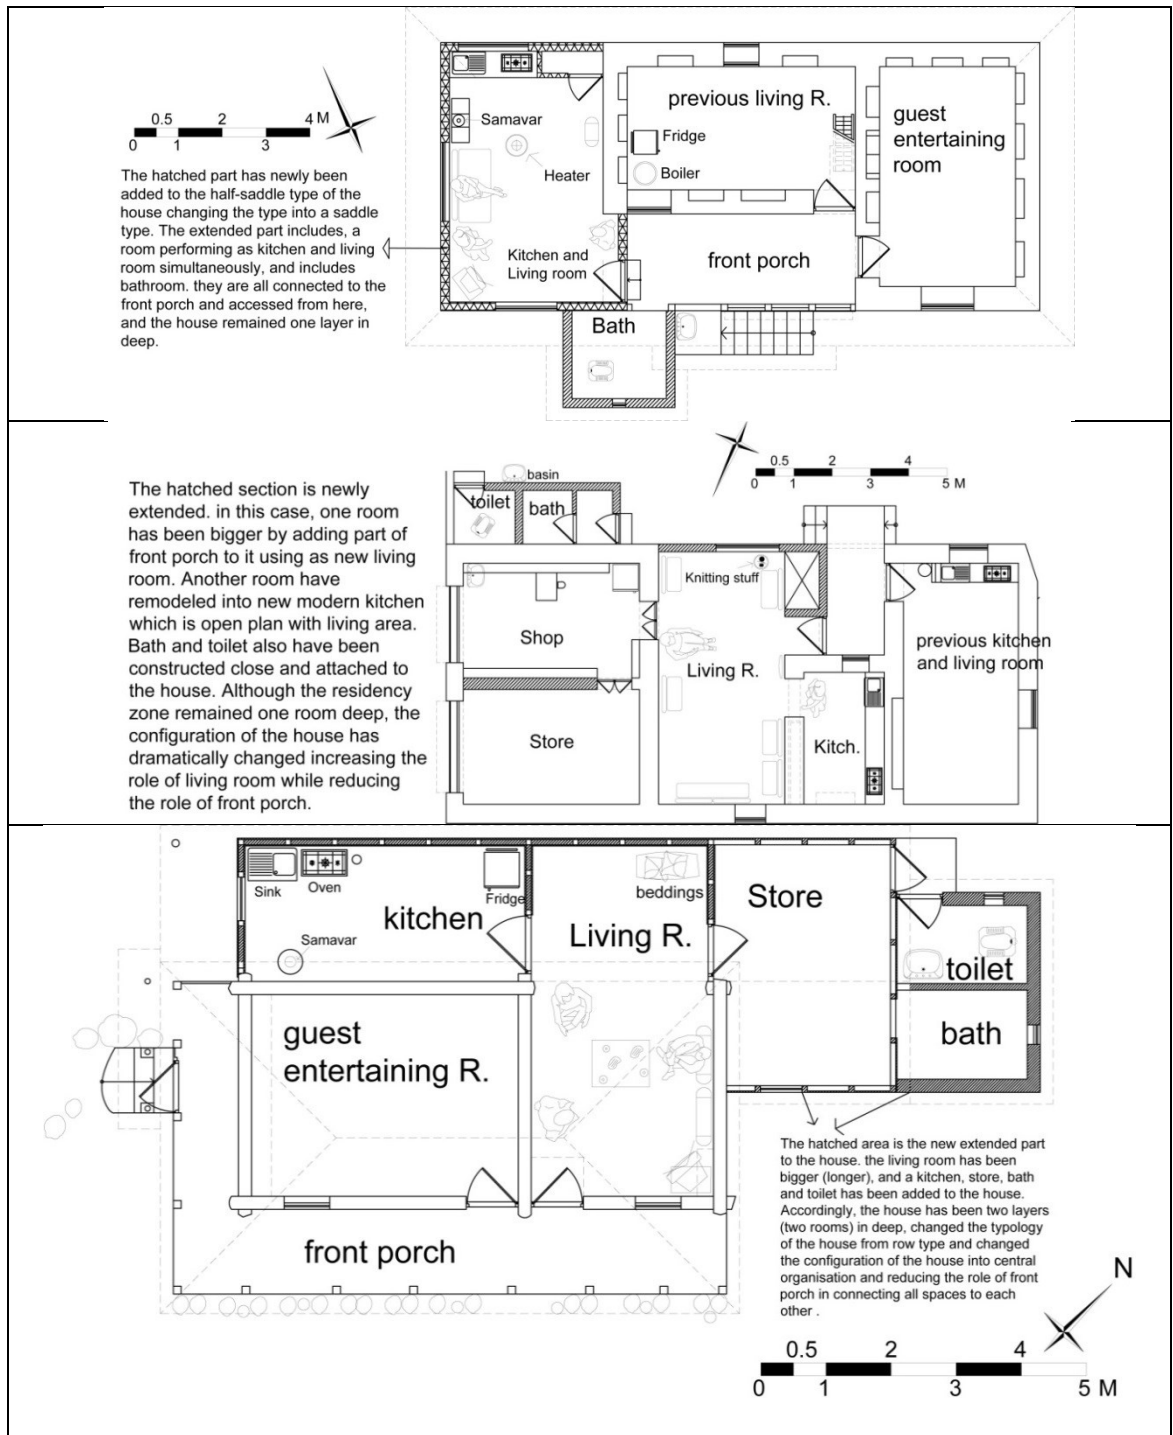 0.5 2 4 M
0 1 3
The hatched part has newly been
added to the half-saddle type of the
house changing the type into a saddle
type. The extended part includes, a
room performing as kitchen and living
room simultaneously, and includes
bathroom. they are all connected to the
front porch and accessed from here,
and the house remained one layer in
deep.
Samavar
Heater
Kitchen and
Living room
previous living R.
Fridge
Boiler
guest
entertaining
room
front porch
Bath
The hatched section is newly
extended. in this case, one room
has been bigger by adding part of
front porch to it using as new living
room. Another room have
remodeled into new modern kitchen
which is open plan with living area.
Bath and toilet also have been
constructed close and attached to
the house. Although the residency
zone remained one room deep, the
configuration of the house has
dramatically changed increasing the
role of living room while reducing
the role of front porch.
0.5 2 4
0 1 3 5 M
basin
toilet
bath
Knitting stuff
Shop
Living R.
previous kitchen
and living room
Store
Kitch.
Sink
Oven
Fridge
kitchen
Samavar
beddings
Living R.
Store
toilet
bath
guest
entertaining R.
front porch
The hatched area is the new extended part
to the house. the living room has been
bigger (longer), and a kitchen, store, bath
and toilet has been added to the house.
Accordingly, the house has been two layers
(two rooms) in deep, changed the typology
of the house from row type and changed
the configuration of the house into central
organisation and reducing the role of front
porch in connecting all spaces to each
other .
N
0.5 2 4
0 1 3 5 M